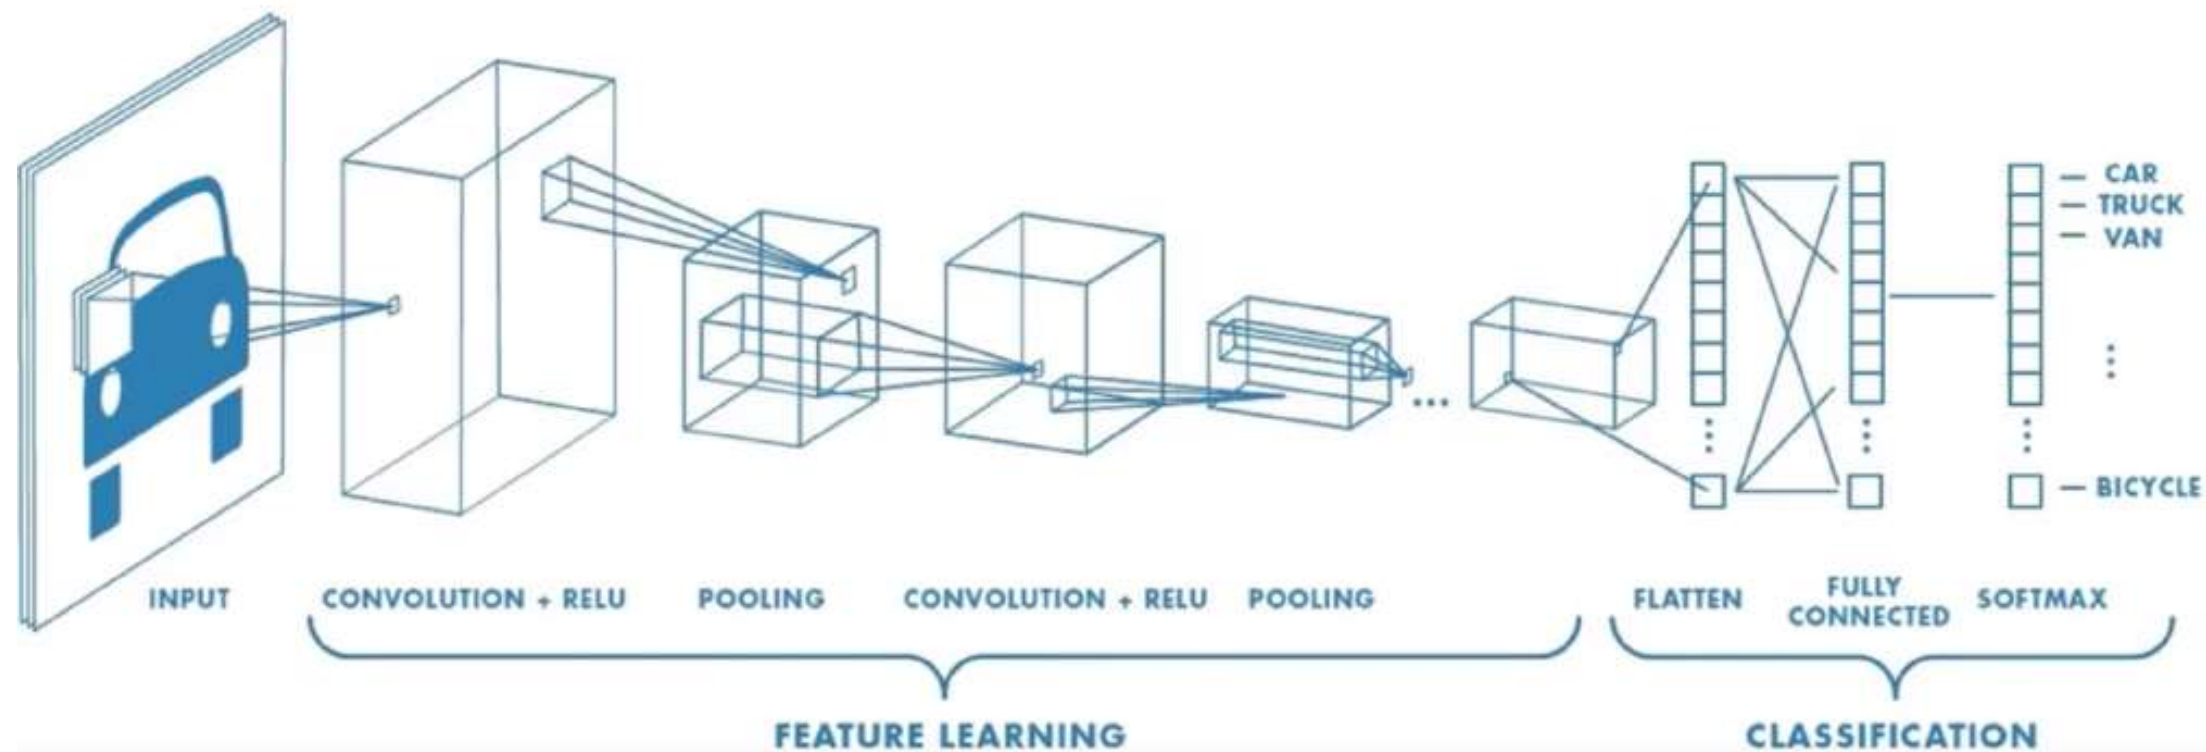 CAR
TRUCK
VAN
BICYCLE
INPUT
CONVOLUTION + RELU
POOLING
CONVOLUTION + RELU
POOLING
FLATTEN
FULLY
CONNECTED
SOFTMAX
FEATURE LEARNING
CLASSIFICATION